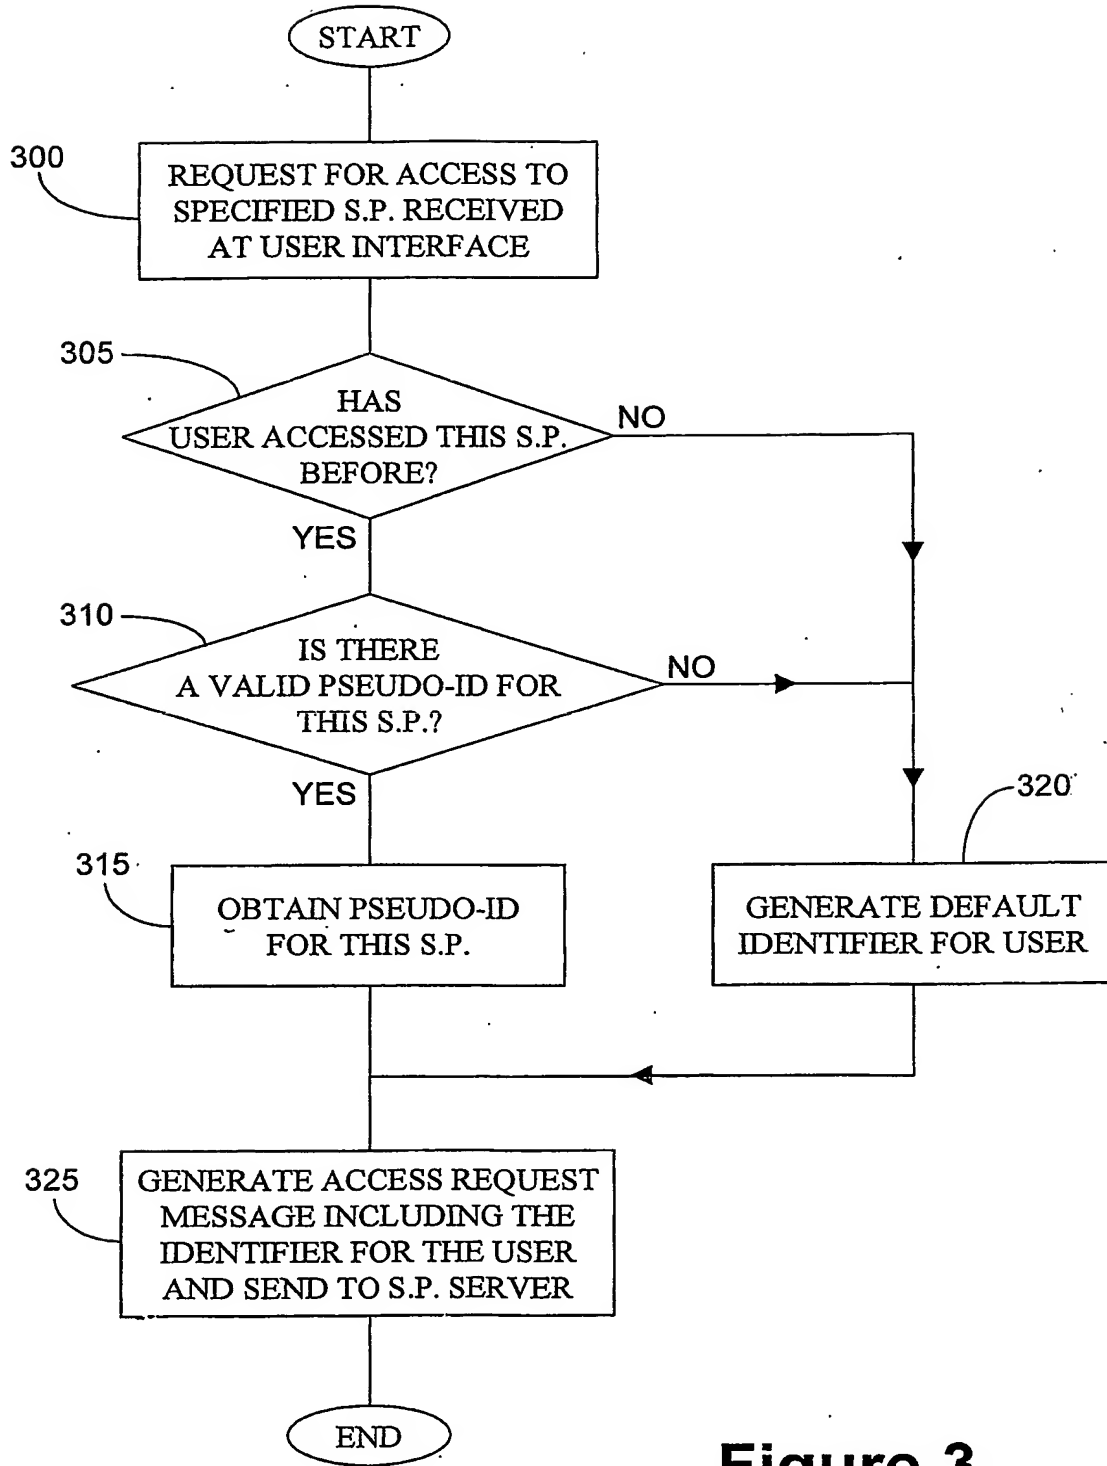 START
300
REQUEST FOR ACCESS TO
SPECIFIED S.P. RECEIVED
AT USER INTERFACE
305
HAS
USER ACCESSED THIS S.P.
BEFORE?
NO
YES
310
IS THERE
A VALID PSEUDO-ID FOR
THIS S.P.?
NO
YES
320
315
OBTAIN PSEUDO-ID
FOR THIS S.P.
GENERATE DEFAULT
IDENTIFIER FOR USER
325
GENERATE ACCESS REQUEST
MESSAGE INCLUDING THE
IDENTIFIER FOR THE USER
AND SEND TO S.P. SERVER
END
Figure 3